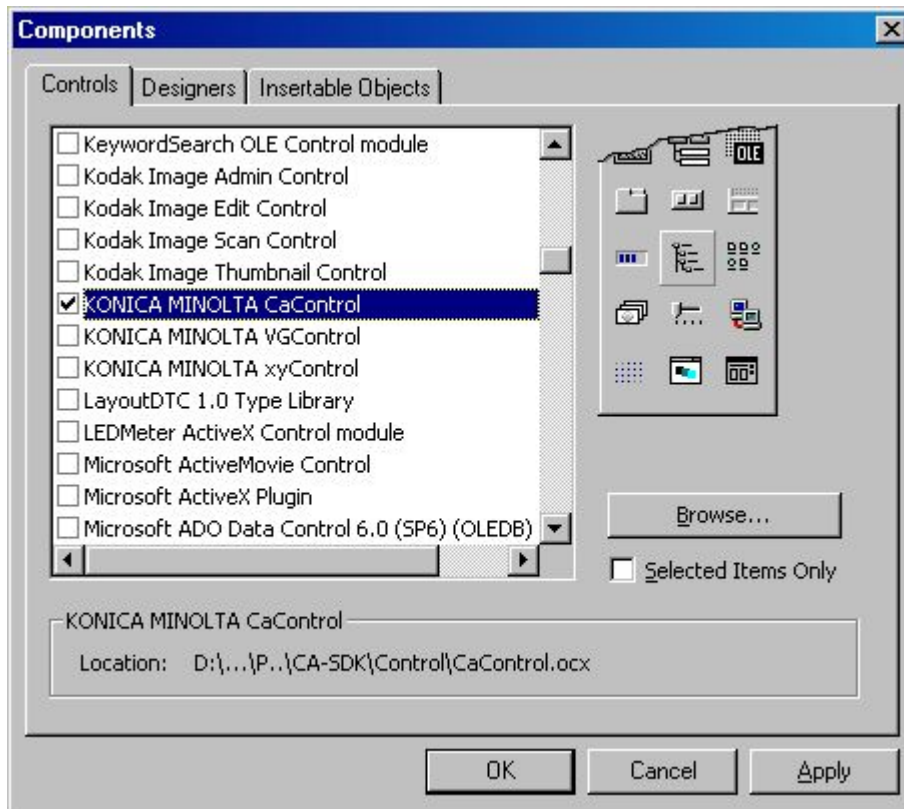 Components
Controls
Designers
Insertable Objects
KeywordSearch OLE Control module
Kodak Image Admin Control
Kodak Image Edit Control
Kodak Image Scan Control
Kodak Image Thumbnail Control
KONICA MINOLTA CaControl
KONICA MINOLTA VGControl
KONICA MINOLTA xyControl
LayoutDTC 1.0 Type Library
LEDMeter ActiveX Control module
Microsoft ActiveMovie Control
Microsoft ActiveX Plugin
Microsoft ADO Data Control 6.0 (SP6) (OLEDB)
OLE
Browse...
Selected Items Only
KONICA MINOLTA CaControl
Location: D:\...\P..\CA-SDK\Control\CaControl.ocx
OK
Cancel
Apply